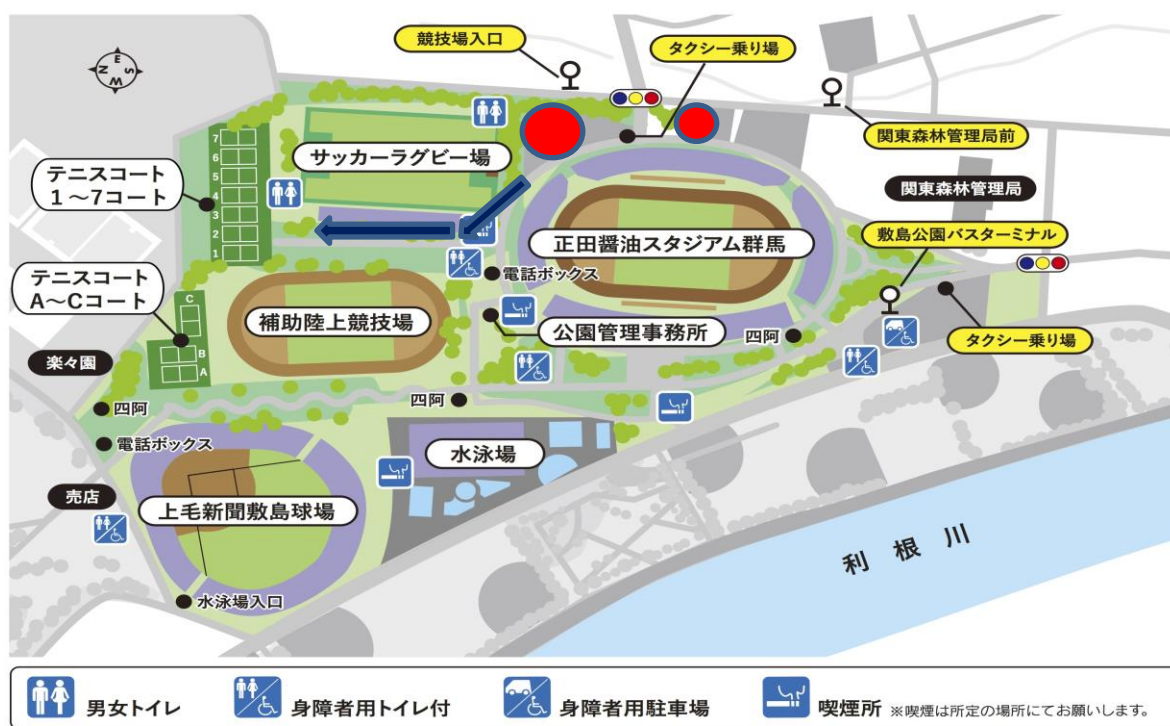 競技場入口
タクシー乗り場
E
N
S
W
関東森林管理局前
サッカーラグビー場
テニスコート
1〜7コート
7
6
5
4
3
2
1
関東森林管理局
正田醤油スタジアム群馬
敷島公園バスターミナル
電話ボックス
テニスコート
A〜Cコート
C
B
A
補助陸上競技場
公園管理事務所
四阿
タクシー乗り場
楽々園
四阿
四阿
電話ボックス
水泳場
売店
上毛新聞敷島球場
利根川
水泳場入口
男女トイレ
身障者用トイレ付
身障者用駐車場
喫煙所 ※喫煙は所定の場所にてお願いします。